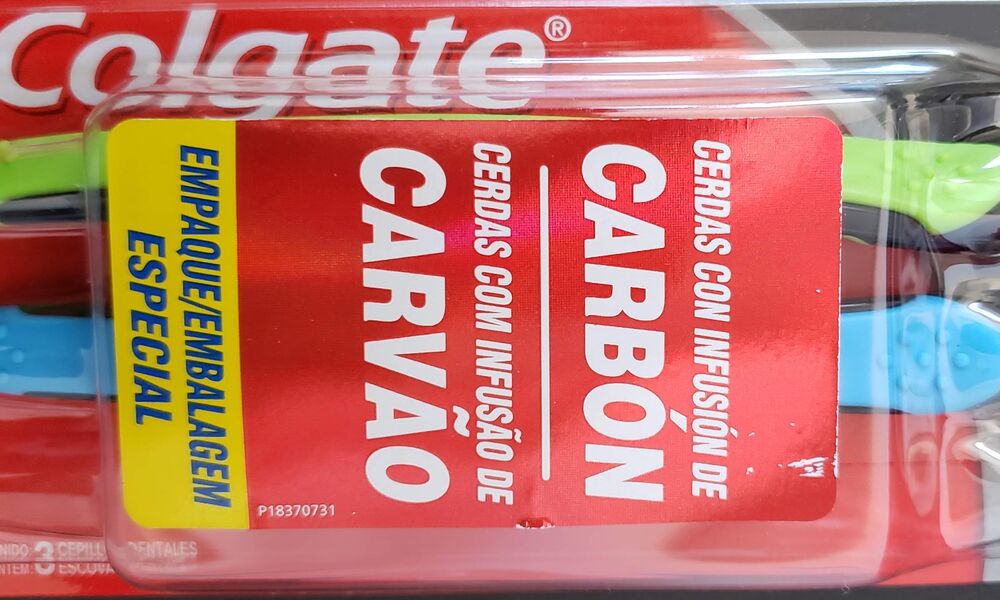 Colgate®
CERDAS CON INFUSIÓN DE
CARBÓN
CERDAS COM INFUSÃO DE
CARVÃO
EMPAQUE/EMBALAGEM
ESPECIAL
P18370731
3